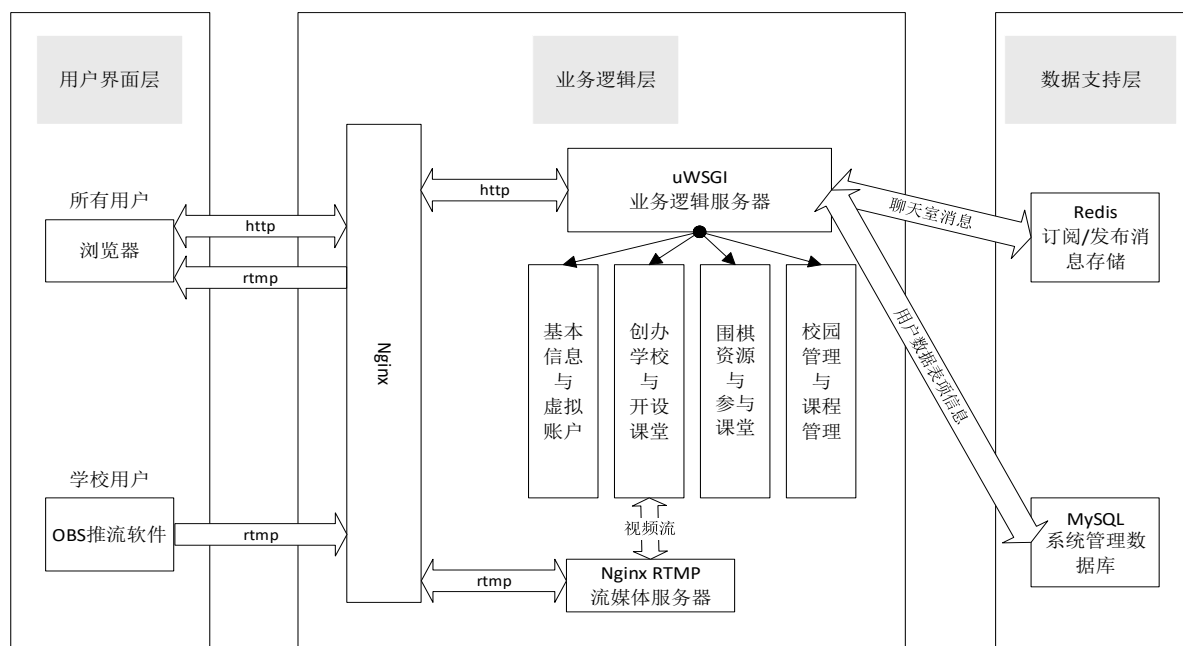 用户界面层
业务逻辑层
数据支持层
所有用户
浏览器
http
rtmp
学校用户
OBS推流软件
rtmp
Nginx
http
uWSGI
业务逻辑服务器
基本
信息
与
虚拟
账户
创办
学校
与
开设
课堂
围棋
资源
与
参与
课堂
校园
管理
与
课程
管理
视频流
rtmp
Nginx RTMP
流媒体服务器
聊天室消息
用户数据表项信息
Redis
订阅/发布消
息存储
MySQL
系统管理数
据库